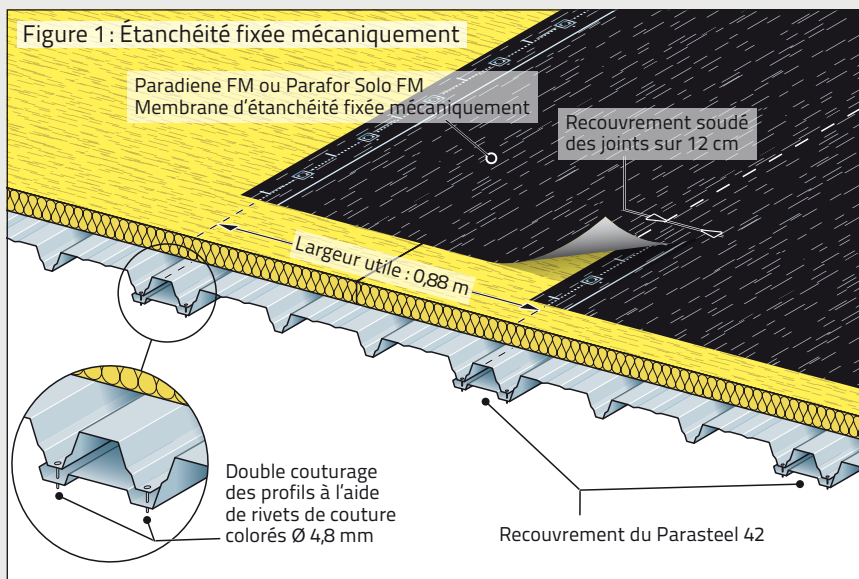 Figure 1 : Étanchéité fixée mécaniquement
Paradiene FM ou Parafor Solo FM
Membrane d'étanchéité fixée mécaniquement
Recouvrement soudé
des joints sur 12 cm
Largeur utile : 0,88 m
Double couturage
des profils à l'aide
de rivets de couture
colorés Ø 4,8 mm
Recouvrement du Parasteel 42